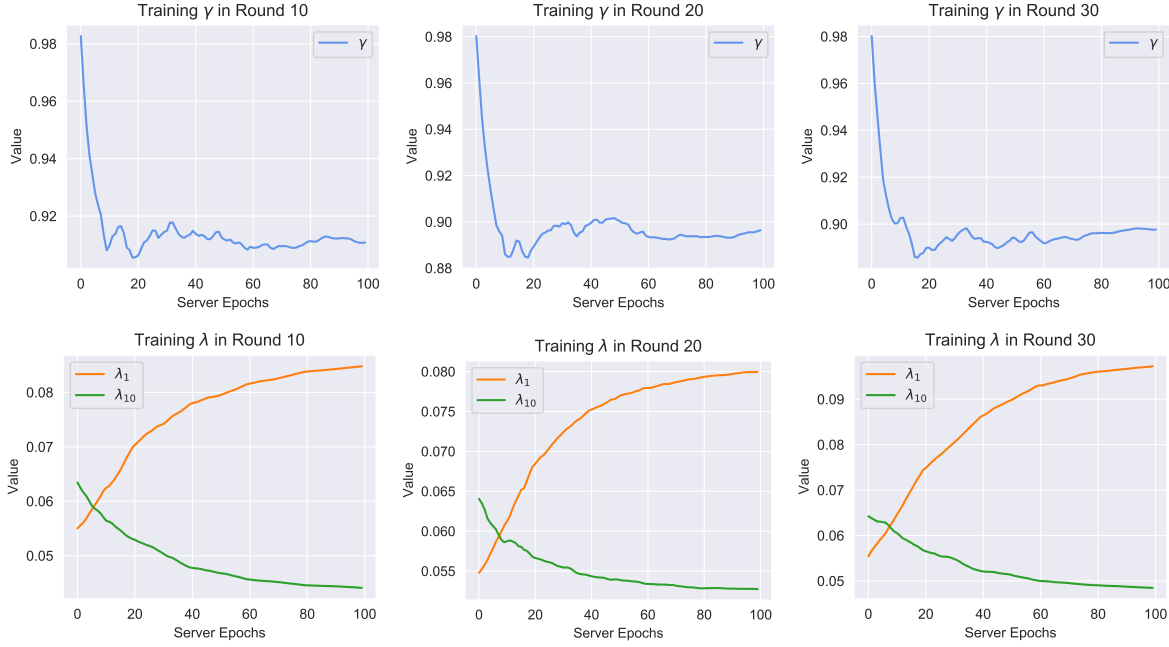 Training γ in Round 10
Value
0.98
0.96
0.94
0.92
γ
0 20 40 60 80 100
Server Epochs
Training γ in Round 20
Value
0.98
0.96
0.94
0.92
0.90
0.88
γ
0 20 40 60 80 100
Server Epochs
Training γ in Round 30
Value
0.98
0.96
0.94
0.92
0.90
γ
0 20 40 60 80 100
Server Epochs
Training λ in Round 10
Value
0.08
0.07
0.06
0.05
λ1
λ10
0 20 40 60 80 100
Server Epochs
Training λ in Round 20
Value
0.080
0.075
0.070
0.065
0.060
0.055
λ1
λ10
0 20 40 60 80 100
Server Epochs
Training λ in Round 30
Value
0.09
0.08
0.07
0.06
0.05
λ1
λ10
0 20 40 60 80 100
Server Epochs